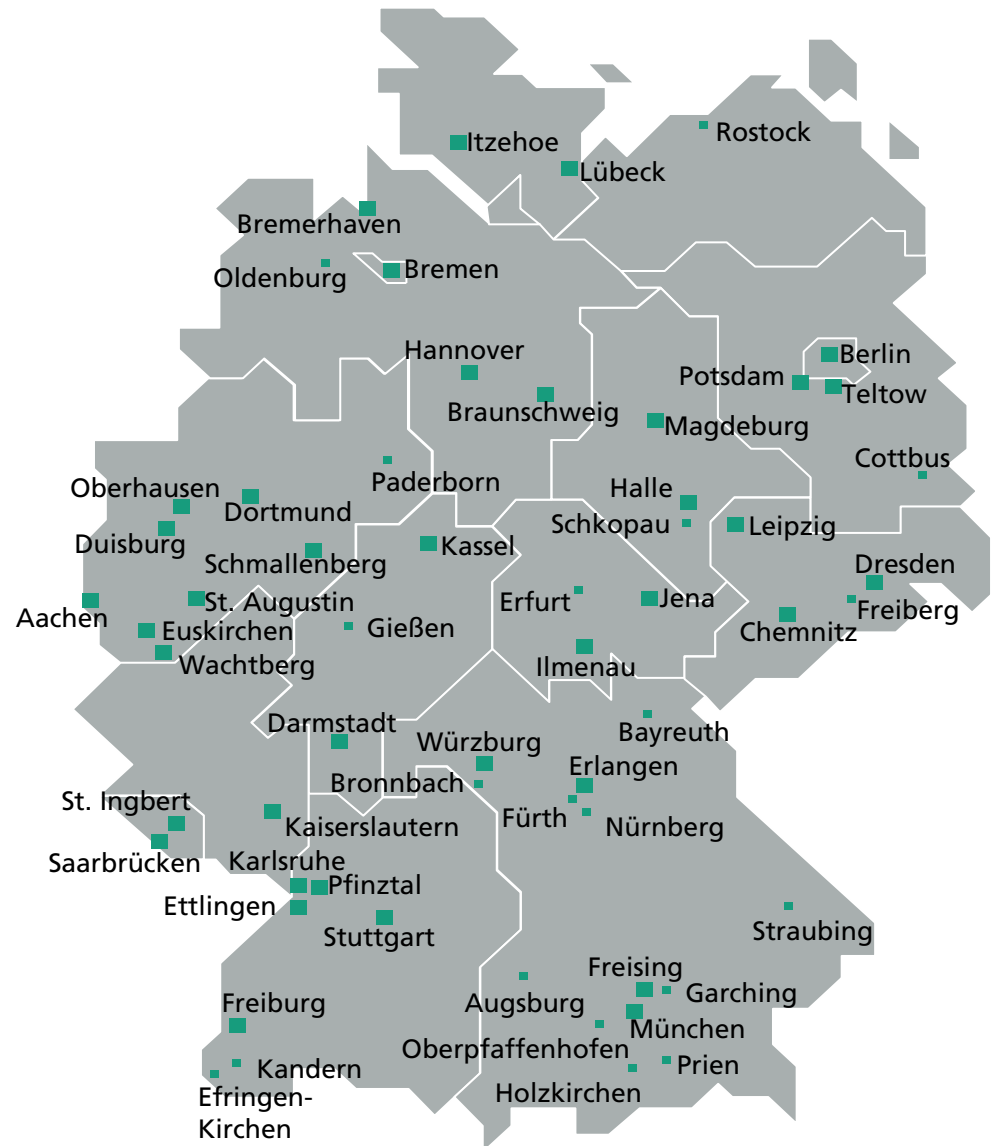 Rostock
Itzehoe
Lübeck
Bremerhaven
Oldenburg
Bremen
Hannover
Berlin
Potsdam
Teltow
Braunschweig
Magdeburg
Cottbus
Paderborn
Oberhausen
Halle
Dortmund
Schkopau
Leipzig
Duisburg
Kassel
Schmallenberg
Dresden
St. Augustin
Erfurt
Jena
Freiberg
Aachen
Euskirchen
Gießen
Chemnitz
Wachtberg
Ilmenau
Darmstadt
Bayreuth
Würzburg
Erlangen
Bronnbach
St. Ingbert
Fürth
Nürnberg
Kaiserslautern
Saarbrücken
Karlsruhe
Pfinztal
Ettlingen
Stuttgart
Straubing
Freising
Garching
Augsburg
Freiburg
München
Oberpfaffenhofen
Prien
Kandern
Holzkirchen
Efringen-
Kirchen